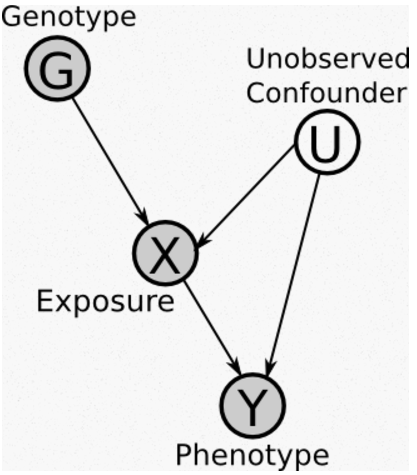 Genotype
G
Unobserved
Confounder
U
X
Exposure
Y
Phenotype